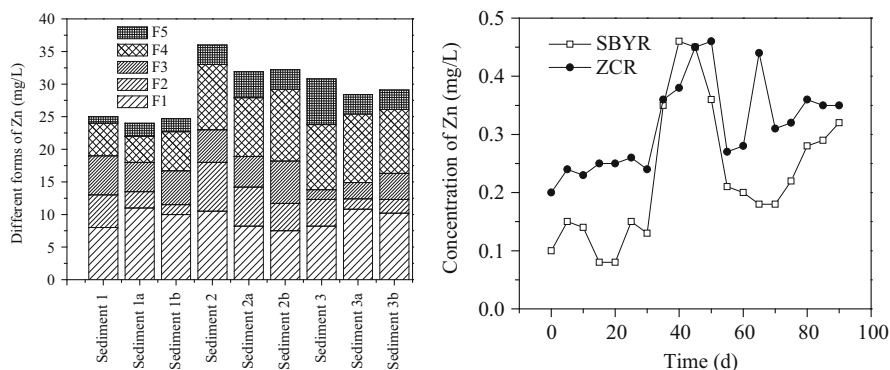 Different forms of Zn (mg/L)
40
35
30
25
20
15
10
5
0
F5
F4
F3
F2
F1
Sediment 1
Sediment 1a
Sediment 1b
Sediment 2
Sediment 2a
Sediment 2b
Sediment 3
Sediment 3a
Sediment 3b
Concentration of Zn (mg/L)
0.5
0.4
0.3
0.2
0.1
0.0
SBYR
ZCR
0 20 40 60 80 100
Time (d)